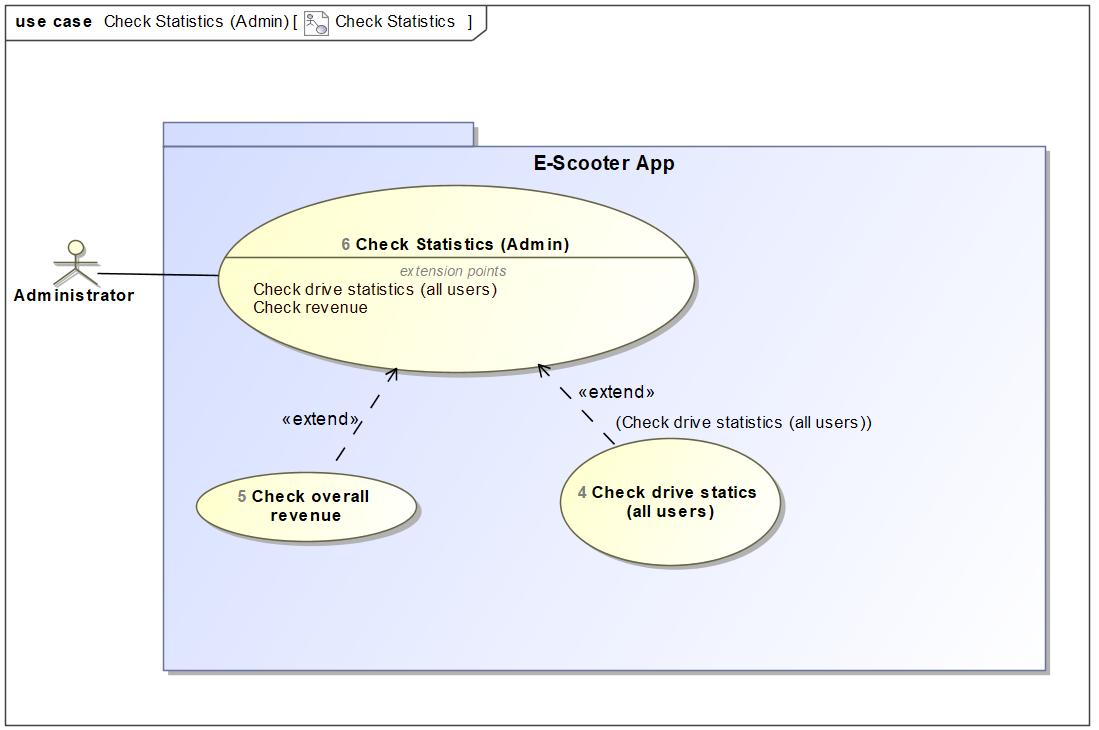 use case Check Statistics (Admin) [ Check Statistics ]
E-Scooter App
6 Check Statistics (Admin)
extension points
Check drive statistics (all users)
Check revenue
Administrator
«extend»
«extend»
(Check drive statistics (all users))
5 Check overall
revenue
4 Check drive statics
(all users)